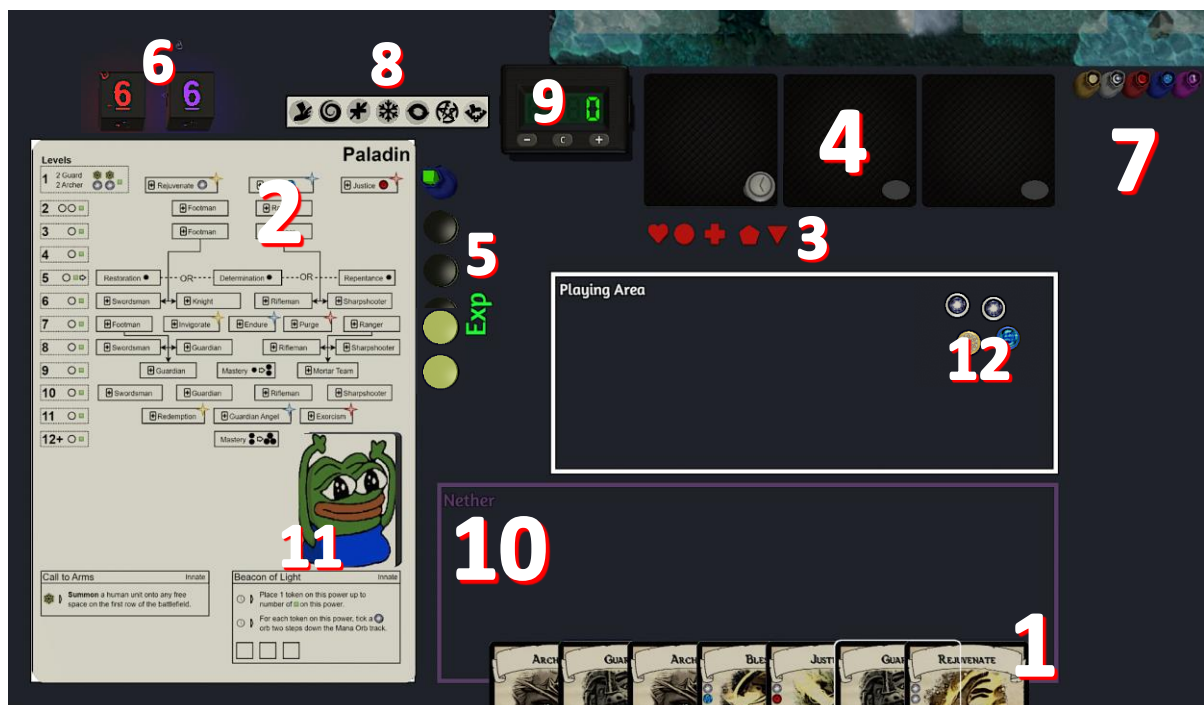 6
8
9
0
4
7
6 6
Paladin
Levels
1 2 Guard
2 Archer
Rejuvenate
Justice
2
3
2 Footman
3 Footman
4
5
Exp
5 Restoration OR Determination OR Repentance
6 Swordsman Knight Rifleman Sharpshooter
7 Footman Invigorate Endure Purge Ranger
8 Swordsman Guardian Rifleman Sharpshooter
9 Guardian Mastery Mortar Team
10 Swordsman Guardian Rifleman Sharpshooter
11 Redemption Guardian Angel Exorcism
12+ Mastery
Playing Area
12
Nether
10
11
Call to Arms Innate
Summon a human unit onto any free
space on the first row of the battlefield.
Beacon of Light Innate
Place 1 token on this power up to
number of on this power.
For each token on this power, tick a
orb two steps down the Mana Orb track.
1
ARCH GUAR ARCH BLES JUST GUAR REJUVENATE